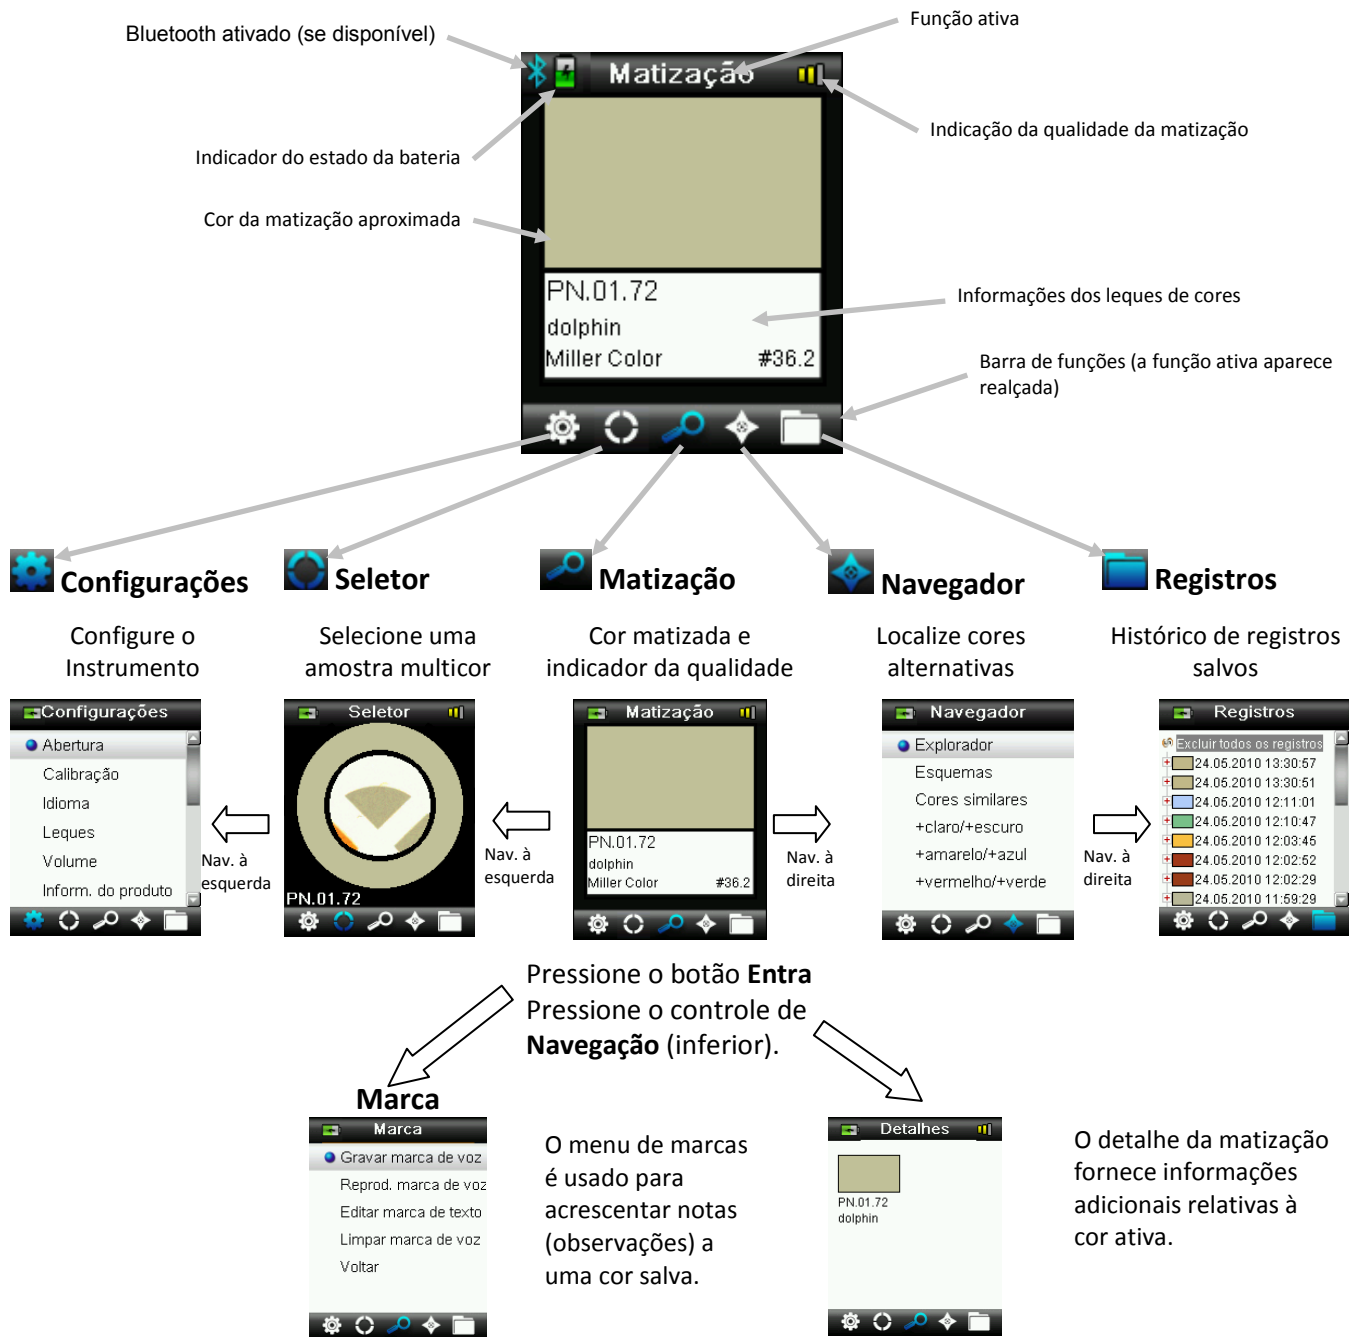 Função ativa
Bluetooth ativado (se disponível)
Matização
Indicação da qualidade da matização
Indicador do estado da bateria
Cor da matização aproximada
PN.01.72
dolphin
Miller Color #36.2
Informações dos leques de cores
Barra de funções (a função ativa aparece
realçada)
Configurações
Seletor
Matização
Navegador
Registros
Configure o
Instrumento
Selecione uma
amostra multicor
Cor matizada e
indicador da qualidade
Localize cores
alternativas
Histórico de registros
salvos
Configurações
Abertura
Calibração
Idioma
Leques
Volume
Inform. do produto
Nav. à
esquerda
Seletor
PN.01.72
Nav. à
esquerda
Matização
PN.01.72
dolphin
Miller Color #36.2
Nav. à
direita
Navegador
Explorador
Esquemas
Cores similares
+claro/+escuro
+amarelo/+azul
+vermelho/+verde
Nav. à
direita
Registros
Excluir todos os registros
24.05.2010 13:30:57
24.05.2010 13:30:51
24.05.2010 12:11:01
24.05.2010 12:10:47
24.05.2010 12:03:45
24.05.2010 12:02:52
24.05.2010 12:02:29
24.05.2010 11:59:29
Pressione o botão Entra
Pressione o controle de
Navegação (inferior).
Marca
Marca
Gravar marca de voz
Reprod. marca de voz
Editar marca de texto
Limpar marca de voz
Voltar
O menu de marcas
é usado para
acrescentar notas
(observações) a
uma cor salva.
Detalhes
PN.01.72
dolphin
O detalhe da matização
fornece informações
adicionais relativas à
cor ativa.